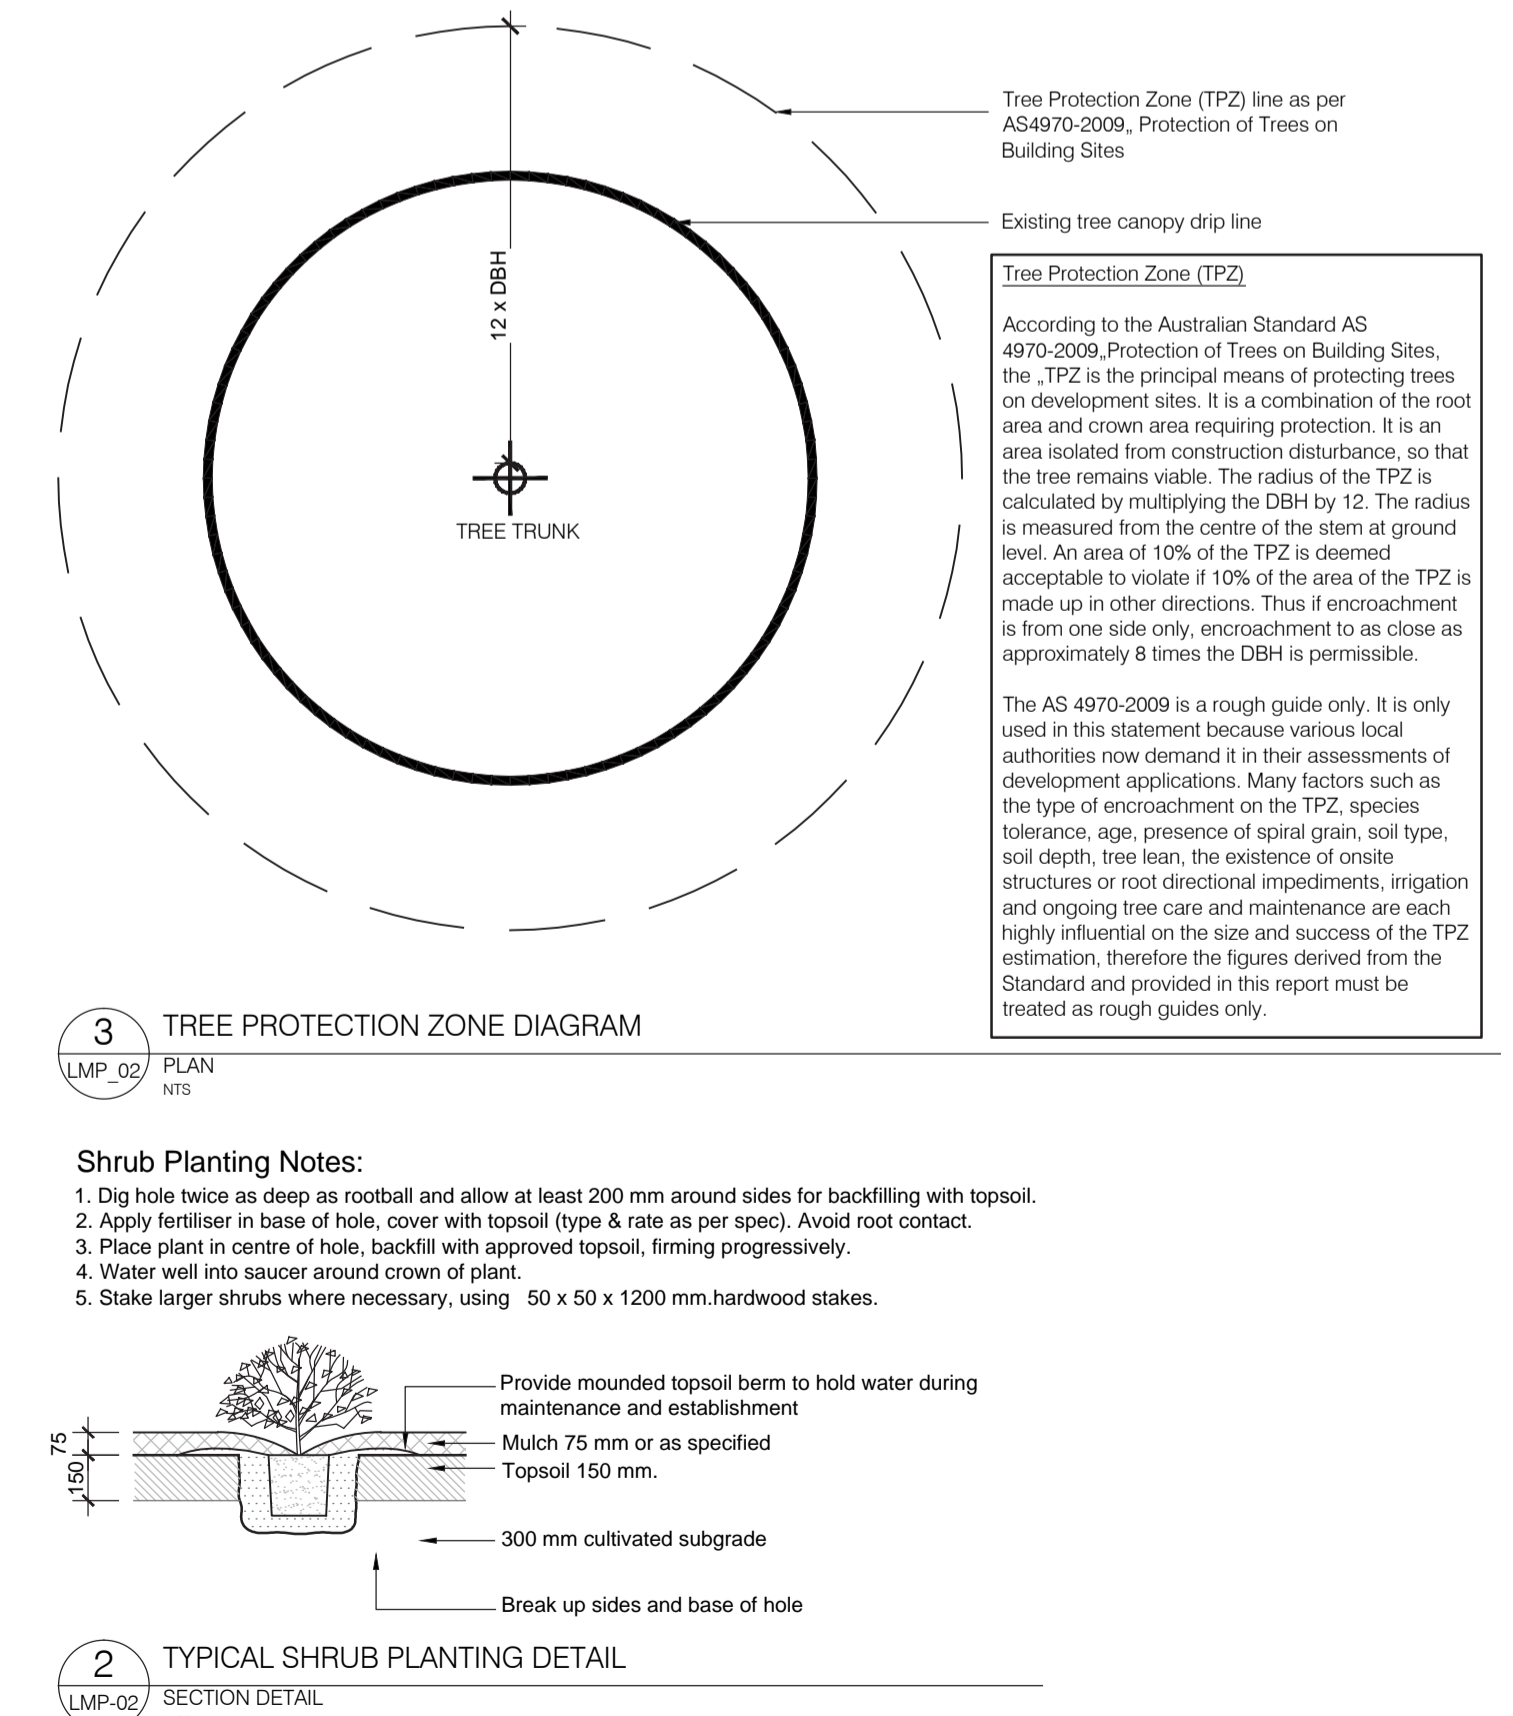 Tree Protection Zone (TPZ) line as per
AS4970-2009„ Protection of Trees on
Building Sites
Existing tree canopy drip line
12 x DBH
TREE TRUNK
Tree Protection Zone (TPZ)
According to the Australian Standard AS
4970-2009„Protection of Trees on Building Sites,
the „TPZ is the principal means of protecting trees
on development sites. It is a combination of the root
area and crown area requiring protection. It is an
area isolated from construction disturbance, so that
the tree remains viable. The radius of the TPZ is
calculated by multiplying the DBH by 12. The radius
is measured from the centre of the stem at ground
level. An area of 10% of the TPZ is deemed
acceptable to violate if 10% of the area of the TPZ is
made up in other directions. Thus if encroachment
is from one side only, encroachment to as close as
approximately 8 times the DBH is permissible.
The AS 4970-2009 is a rough guide only. It is only
used in this statement because various local
authorities now demand it in their assessments of
development applications. Many factors such as
the type of encroachment on the TPZ, species
tolerance, age, presence of spiral grain, soil type,
soil depth, tree lean, the existence of onsite
structures or root directional impediments, irrigation
and ongoing tree care and maintenance are each
highly influential on the size and success of the TPZ
estimation, therefore the figures derived from the
Standard and provided in this report must be
treated as rough guides only.
3
LMP_02
TREE PROTECTION ZONE DIAGRAM
PLAN
NTS
Shrub Planting Notes:
1. Dig hole twice as deep as rootball and allow at least 200 mm around sides for backfilling with topsoil.
2. Apply fertiliser in base of hole, cover with topsoil (type & rate as per spec). Avoid root contact.
3. Place plant in centre of hole, backfill with approved topsoil, firming progressively.
4. Water well into saucer around crown of plant.
5. Stake larger shrubs where necessary, using 50 x 50 x 1200 mm.hardwood stakes.
Provide mounded topsoil berm to hold water during
maintenance and establishment
75
Mulch 75 mm or as specified
150
Topsoil 150 mm.
300 mm cultivated subgrade
Break up sides and base of hole
2
LMP-02
TYPICAL SHRUB PLANTING DETAIL
SECTION DETAIL